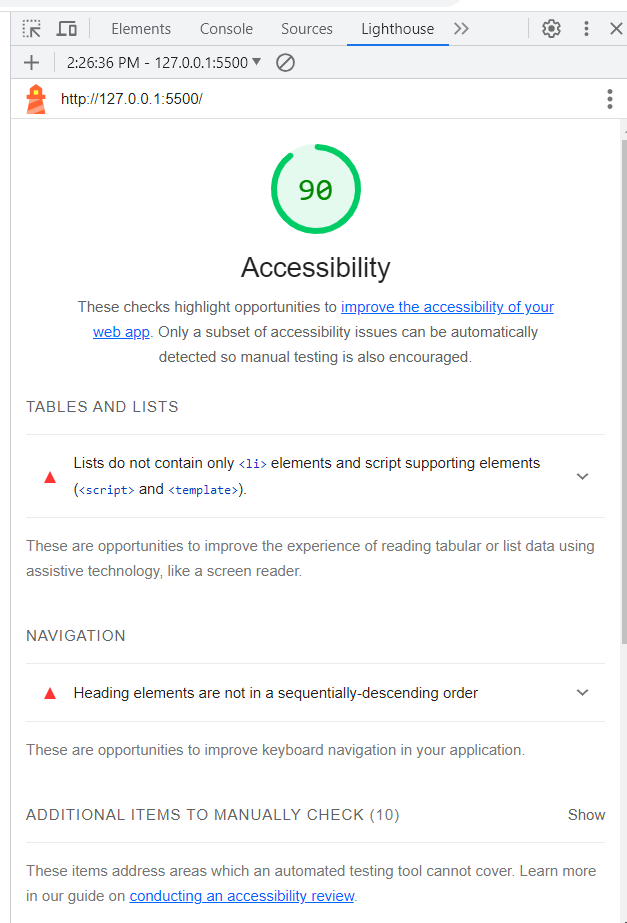 Elements Console Sources Lighthouse
2:26:36 PM - 127.0.0.1:5500
http://127.0.0.1:5500/
90
Accessibility
These checks highlight opportunities to improve the accessibility of your
web app. Only a subset of accessibility issues can be automatically
detected so manual testing is also encouraged.
TABLES AND LISTS
Lists do not contain only <li> elements and script supporting elements
(<script> and <template>).
These are opportunities to improve the experience of reading tabular or list data using
assistive technology, like a screen reader.
NAVIGATION
Heading elements are not in a sequentially-descending order
These are opportunities to improve keyboard navigation in your application.
ADDITIONAL ITEMS TO MANUALLY CHECK (10) Show
These items address areas which an automated testing tool cannot cover. Learn more
in our guide on conducting an accessibility review.